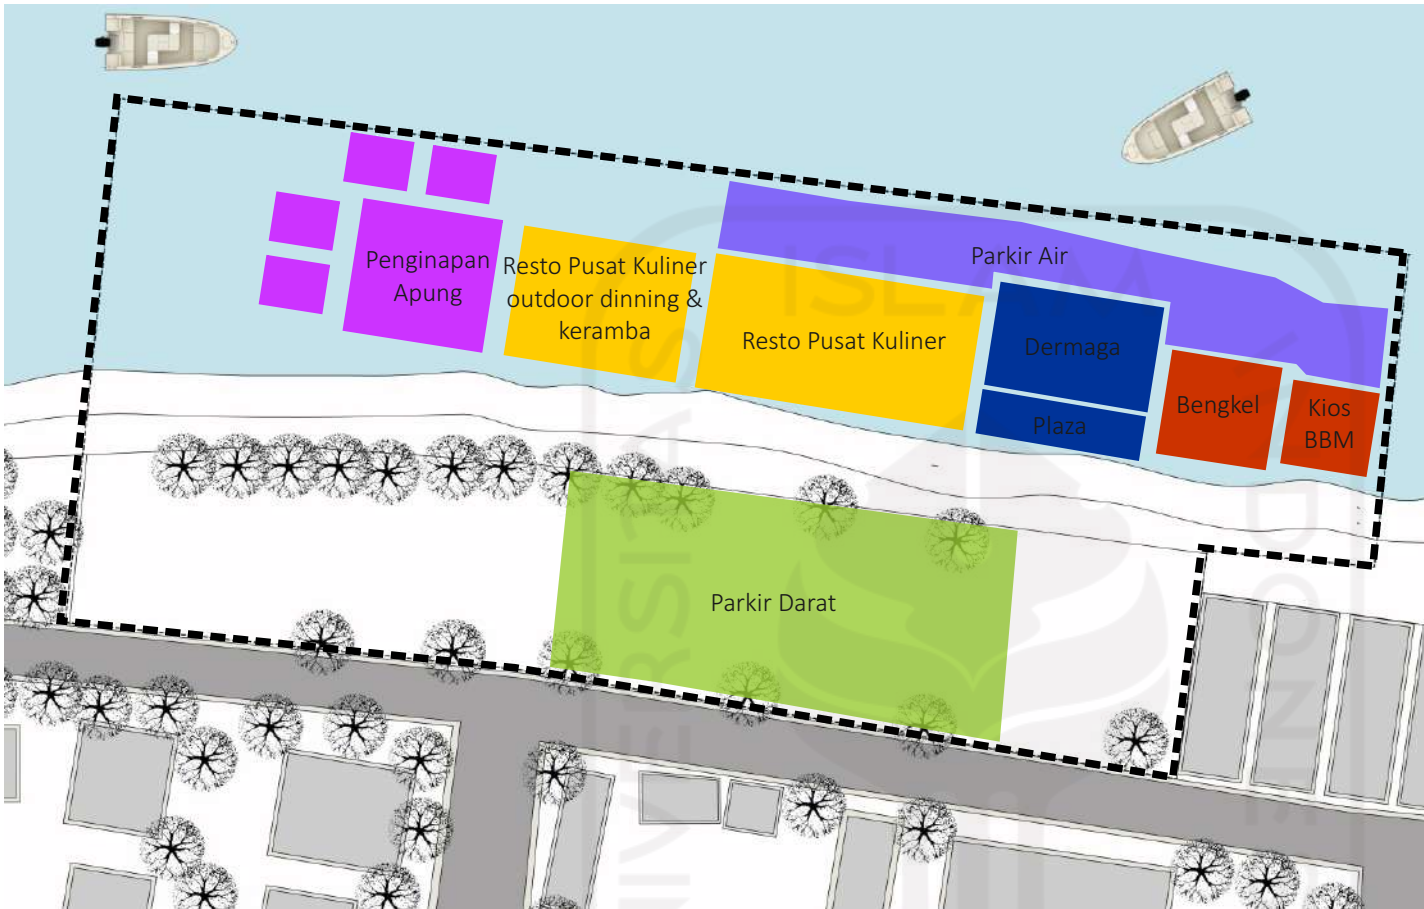 Parkir Air
Penginapan
Apung
Resto Pusat Kuliner
outdoor dinning &
keramba
Resto Pusat Kuliner
Dermaga
Plaza
Bengkel
Kios
BBM
Parkir Darat
ISLAM